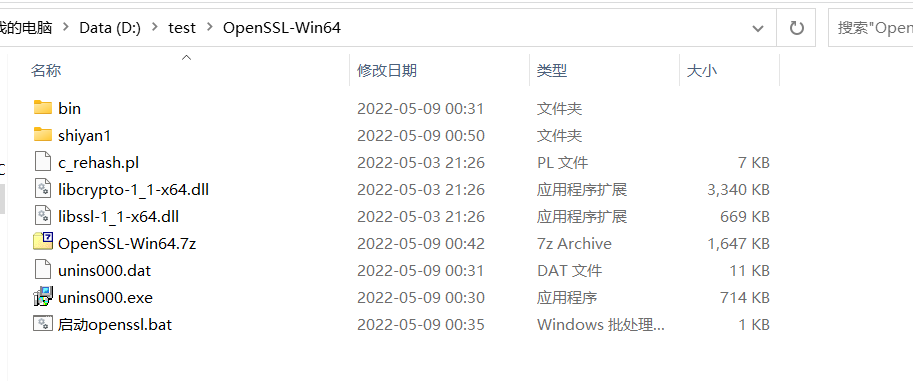 我的电脑 > Data (D:) > test > OpenSSL-Win64 搜索"Open
名称 修改日期 类型 大小
bin 2022-05-09 00:31 文件夹
shiyan1 2022-05-09 00:50 文件夹
c_rehash.pl 2022-05-03 21:26 PL 文件 7 KB
libcrypto-1_1-x64.dll 2022-05-03 21:26 应用程序扩展 3,340 KB
libssl-1_1-x64.dll 2022-05-03 21:26 应用程序扩展 669 KB
OpenSSL-Win64.7z 2022-05-09 00:42 7z Archive 1,647 KB
unins000.dat 2022-05-09 00:31 DAT 文件 11 KB
unins000.exe 2022-05-09 00:30 应用程序 714 KB
启动openssl.bat 2022-05-09 00:35 Windows 批处理... 1 KB